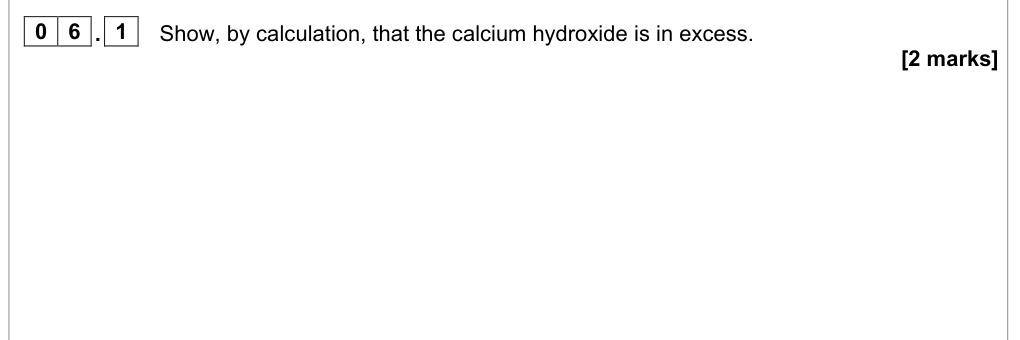 0 6 . 1 Show, by calculation, that the calcium hydroxide is in excess.
[2 marks]